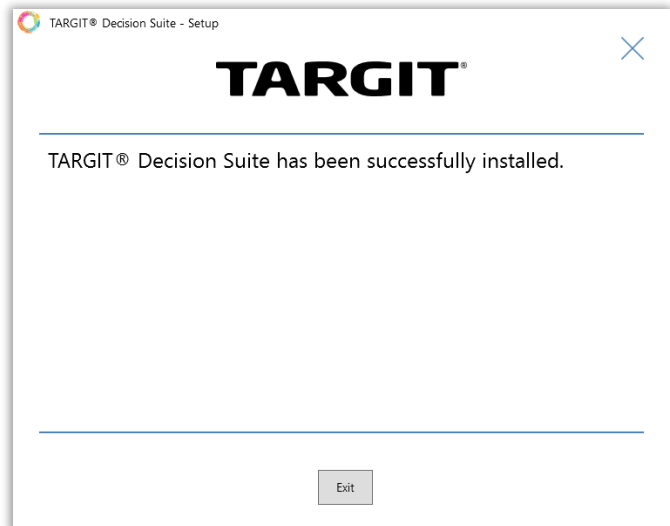 TARGIT® Decision Suite - Setup
TARGIT®
TARGIT® Decision Suite has been successfully installed.
Exit